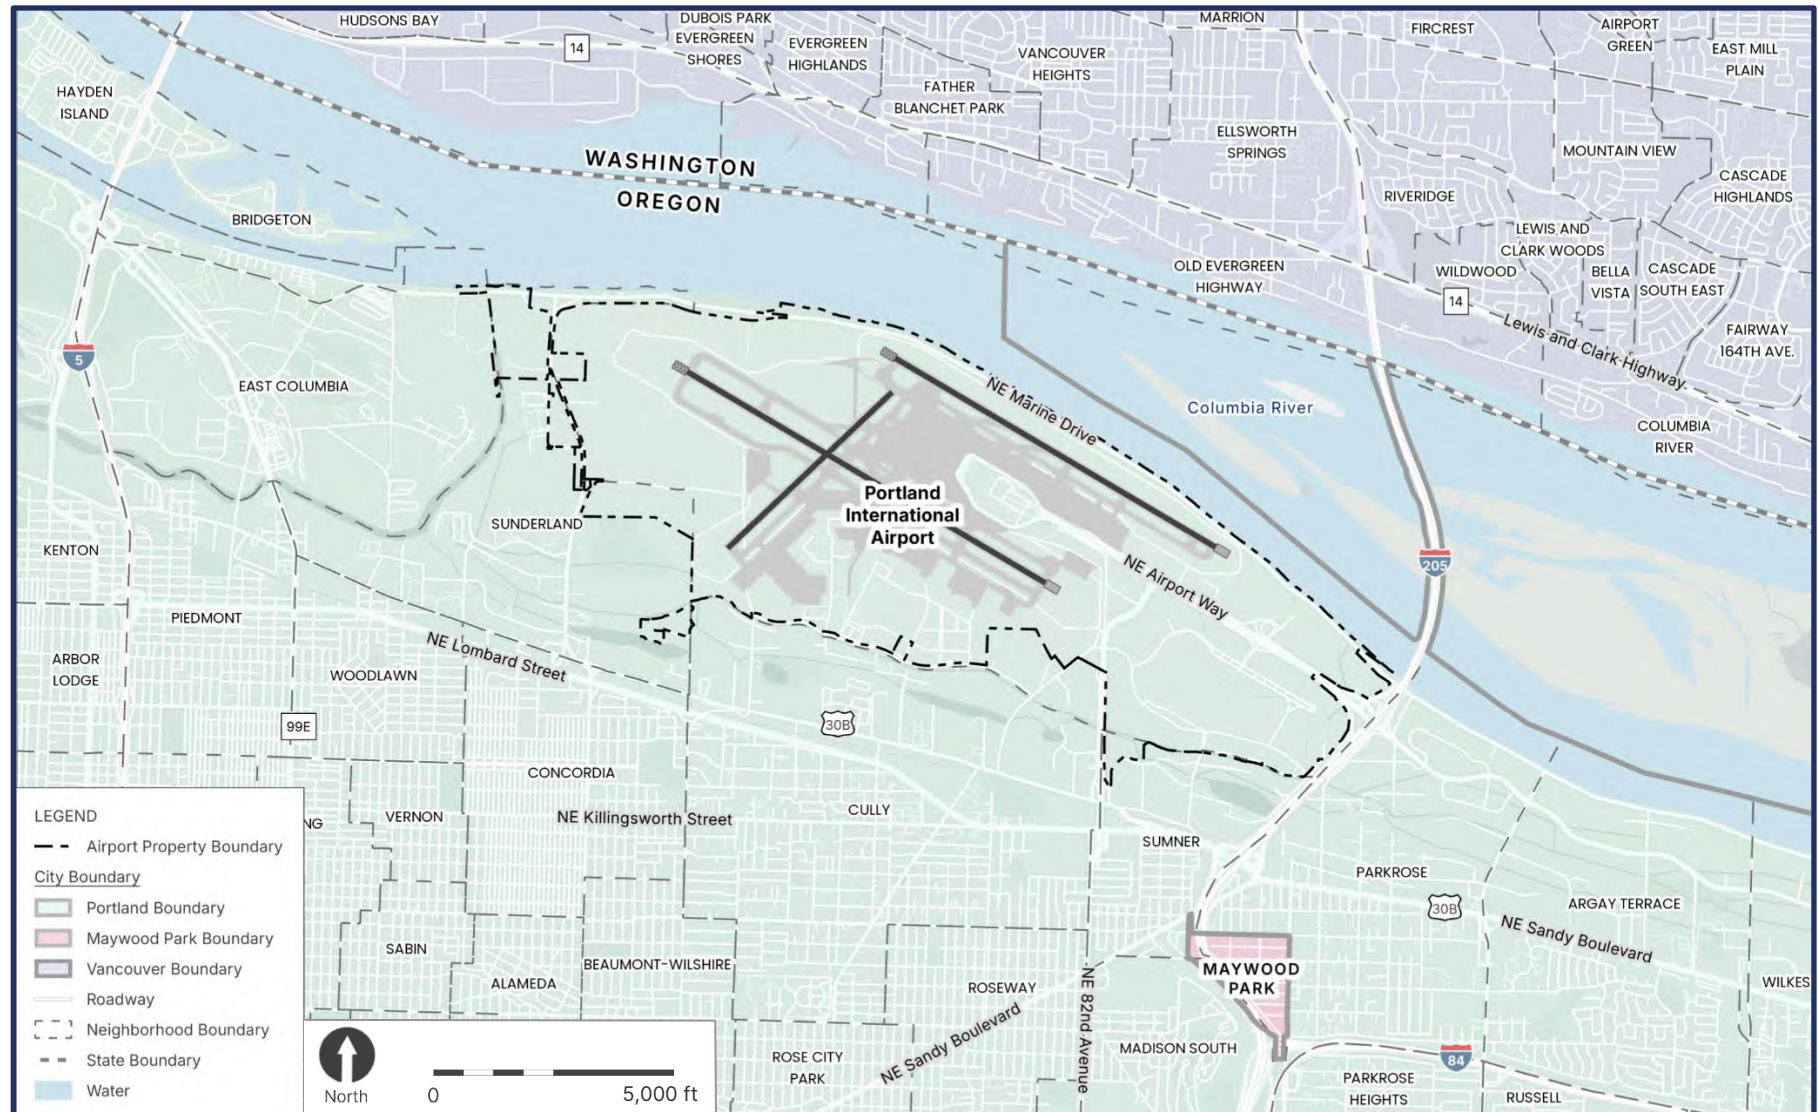 HUDSONS BAY
14
DUBOIS PARK
EVERGREEN
SHORES
EVERGREEN
HIGHLANDS
VANCOUVER
HEIGHTS
MARRION
FIRCREST
AIRPORT
GREEN
EAST MILL
PLAIN
HAYDEN
ISLAND
FATHER
BLANCHET PARK
ELLSWORTH
SPRINGS
MOUNTAIN VIEW
CASCADE
HIGHLANDS
WASHINGTON
OREGON
RIVERIDGE
BRIDGETON
LEWIS AND
CLARK WOODS
OLD EVERGREEN
HIGHWAY
WILDWOOD
BELLA
VISTA
CASCADE
SOUTH EAST
14
Lewis and Clark Highway
FAIRWAY
164TH AVE.
5
EAST COLUMBIA
NE Marine Drive
Columbia River
COLUMBIA
RIVER
Portland
International
Airport
SUNDERLAND
KENTON
205
NE Airport Way
PIEDMONT
NE Lombard Street
ARBOR
LODGE
WOODLAWN
99E
30B
CONCORDIA
NE Killingsworth Street
CULLY
VERNON
NG
SUMNER
PARKROSE
30B
ARGAY TERRACE
NE Sandy Boulevard
SABIN
ALAMEDA
BEAUMONT-WILSHIRE
ROSEWAY
NE Sandy Boulevard
NE 82nd Avenue
MAYWOOD
PARK
WILKES
ROSE CITY
PARK
MADISON SOUTH
84
PARKROSE
HEIGHTS
RUSSELL
LEGEND
Airport Property Boundary
City Boundary
Portland Boundary
Maywood Park Boundary
Vancouver Boundary
Roadway
Neighborhood Boundary
State Boundary
Water
North
0
5,000 ft